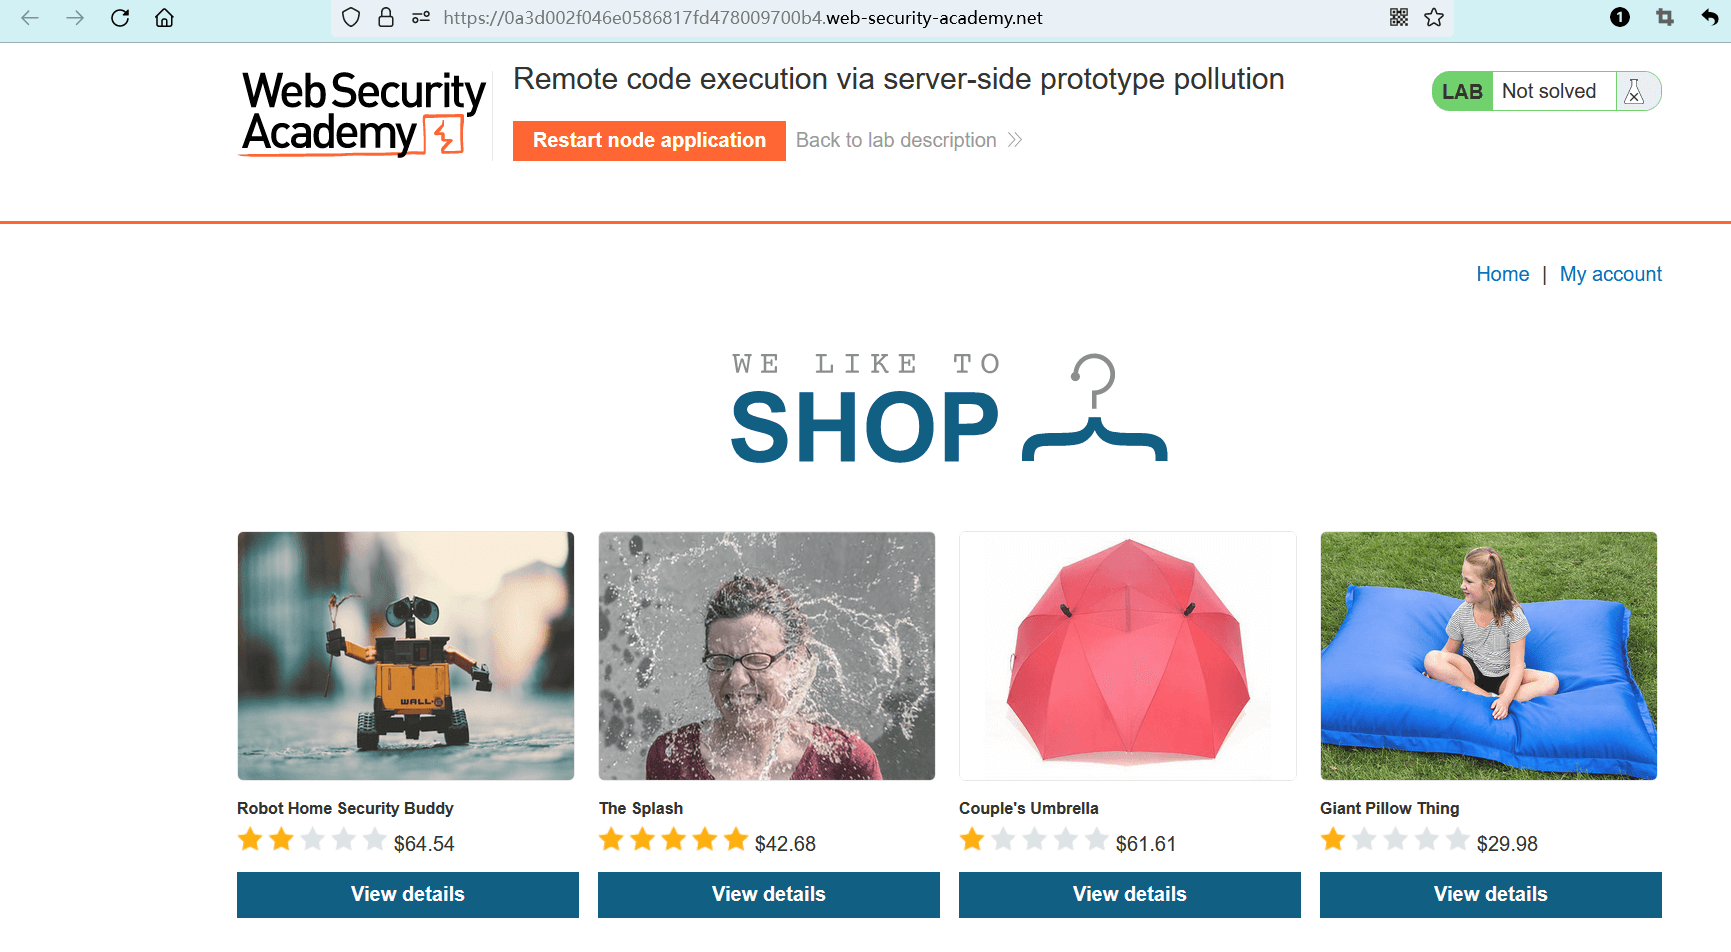 https://0a3d002f046e0586817fd478009700b4.web-security-academy.net
1
Web Security
Academy
Remote code execution via server-side prototype pollution
Restart node application
Back to lab description
LAB Not solved
Home | My account
WE LIKE TO
SHOP
WALL·E
Robot Home Security Buddy
$64.54
View details
The Splash
$42.68
View details
Couple's Umbrella
$61.61
View details
Giant Pillow Thing
$29.98
View details